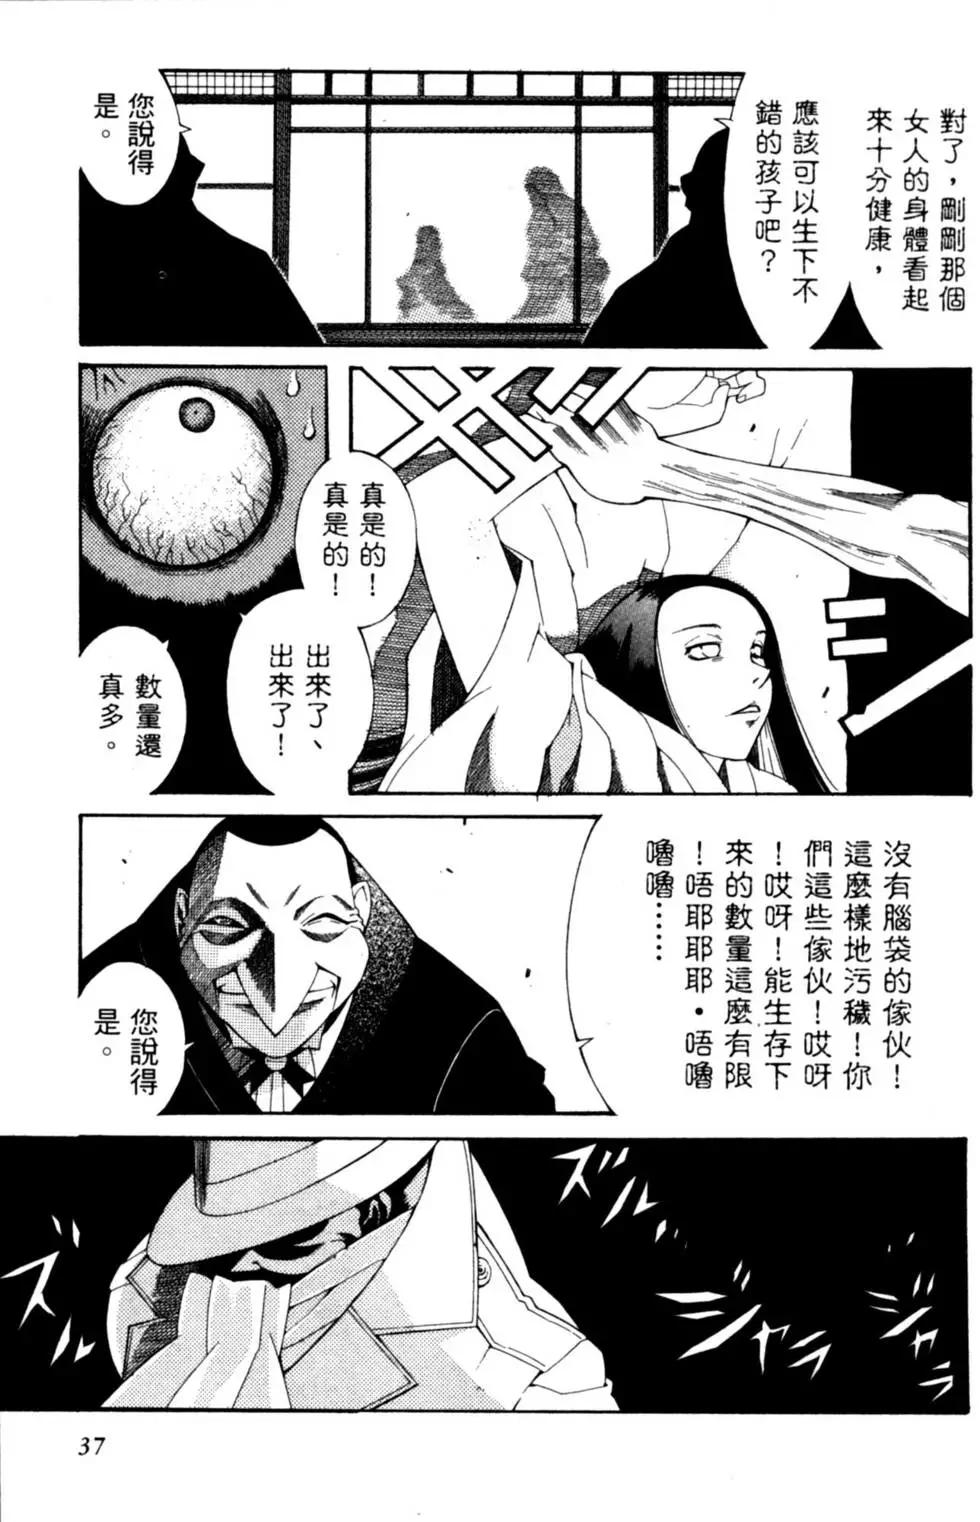 對了，剛剛那個
女人的身體看起
來十分健康，
應該可以生下不
錯的孩子吧？
您說得
是。
真是的！
真是的！
出來了、
出來了！
數量還
真多。
沒有腦袋的傢伙！
這麼樣地污穢！你
們這些傢伙！哎呀
！哎呀！能生存下
來的數量這麼有限
！唔耶耶耶・唔嚕
嚕嚕……
您說得
是。
ズル
ズル
ジャラ
ジャラ
37